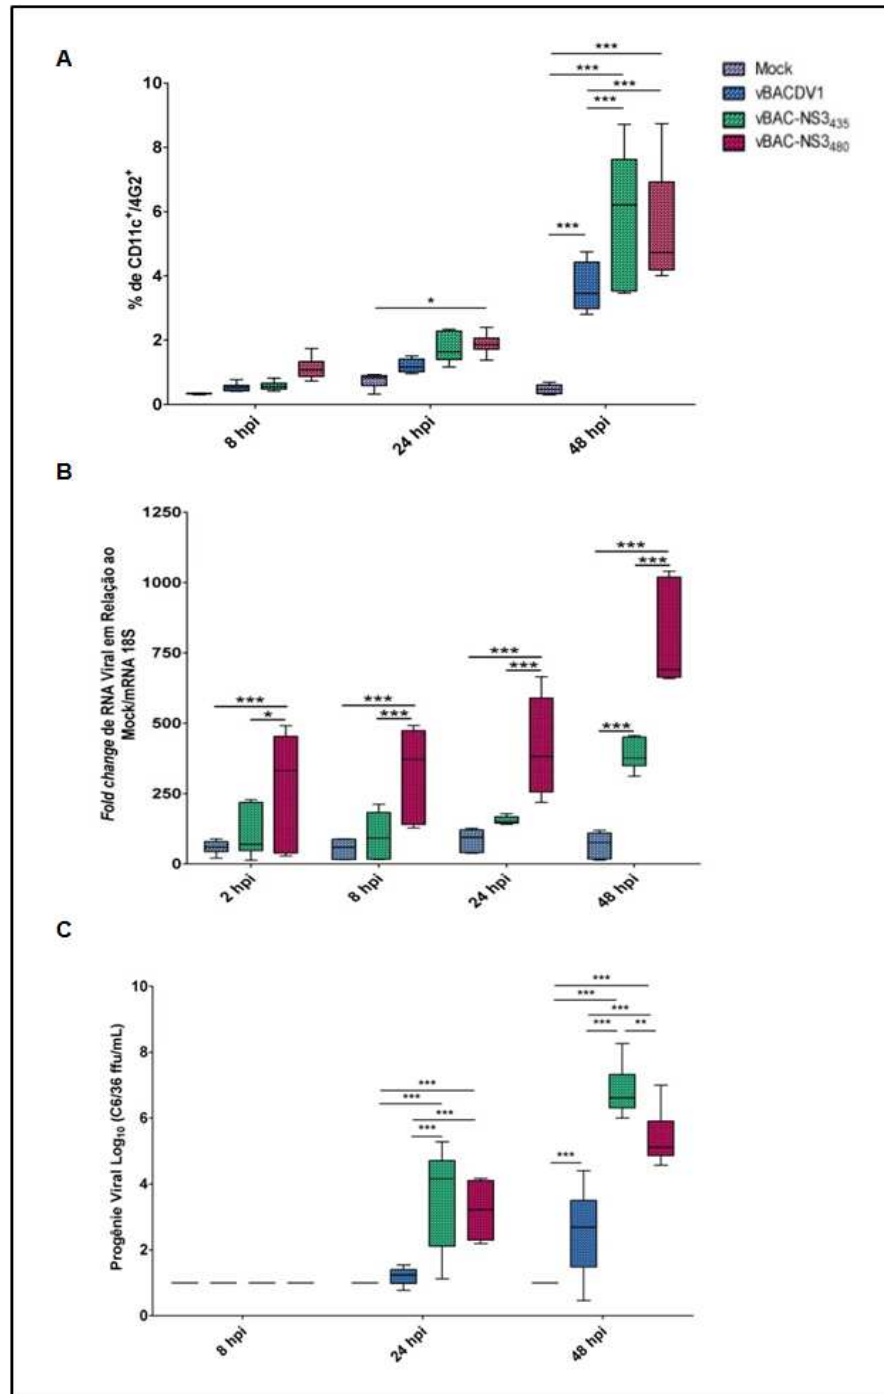 A
***
***
***
***
***
*
Mock
vBACDV1
vBAC-NS3435
vBAC-NS3480
% de CD11c+/4G2+
10
8
6
4
2
0
8 hpi
24 hpi
48 hpi
B
Fold change de RNA Viral em Relação ao
Mock/mRNA 18S
1250
1000
750
500
250
0
***
*
***
***
***
***
***
***
***
2 hpi
8 hpi
24 hpi
48 hpi
C
Progênie Viral Log10 (C6/36 ffu/mL)
10
8
6
4
2
0
***
***
***
***
***
***
***
***
**
***
8 hpi
24 hpi
48 hpi